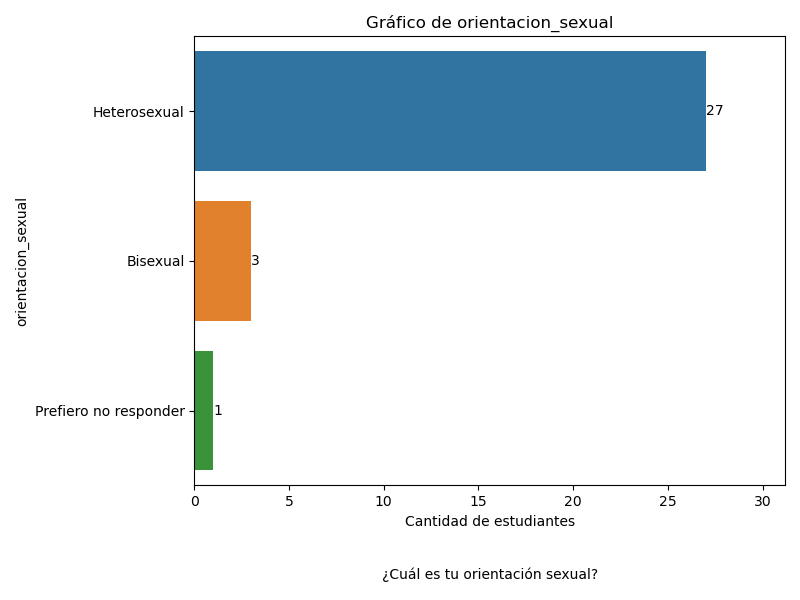 Gráfico de orientacion_sexual
orientacion_sexual
Heterosexual
27
Bisexual
3
Prefiero no responder
1
0 5 10 15 20 25 30
Cantidad de estudiantes
¿Cuál es tu orientación sexual?